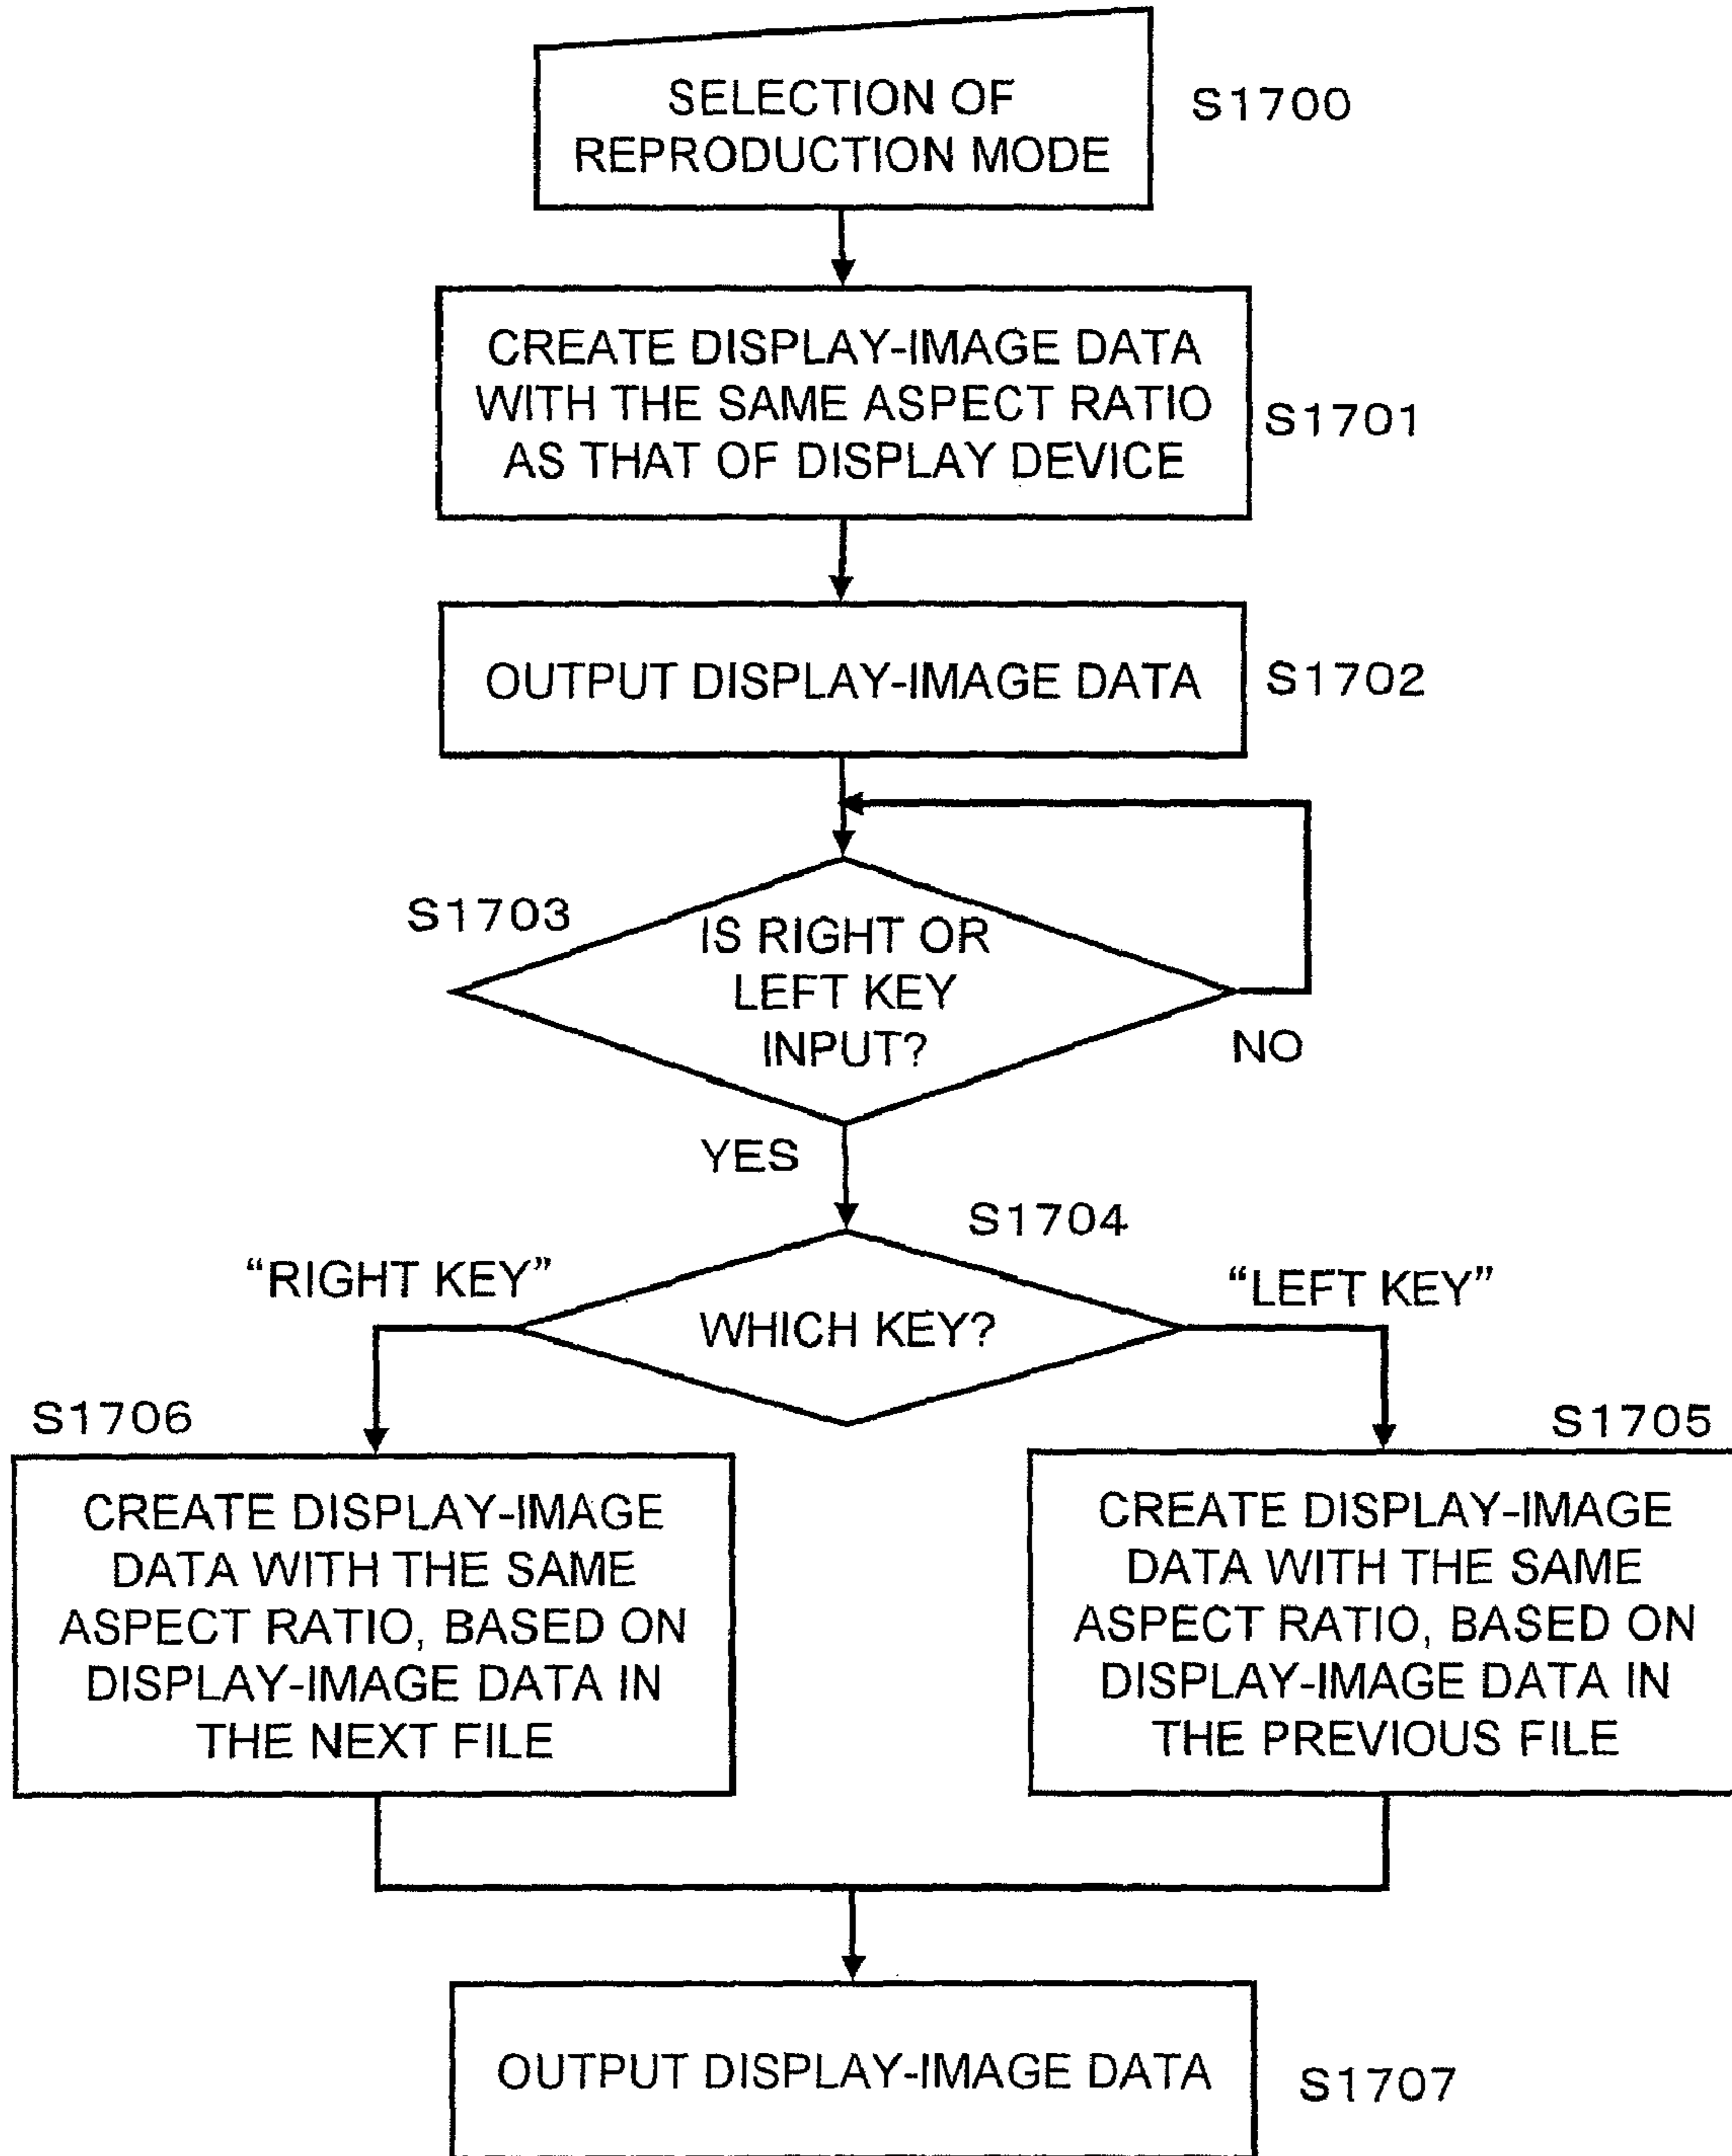 SELECTION OF
REPRODUCTION MODE
S1700
CREATE DISPLAY-IMAGE DATA
WITH THE SAME ASPECT RATIO
AS THAT OF DISPLAY DEVICE
S1701
OUTPUT DISPLAY-IMAGE DATA
S1702
S1703
IS RIGHT OR
LEFT KEY
INPUT?
NO
YES
S1704
“RIGHT KEY”
WHICH KEY?
“LEFT KEY”
S1706
CREATE DISPLAY-IMAGE
DATA WITH THE SAME
ASPECT RATIO, BASED ON
DISPLAY-IMAGE DATA IN
THE NEXT FILE
S1705
CREATE DISPLAY-IMAGE
DATA WITH THE SAME
ASPECT RATIO, BASED ON
DISPLAY-IMAGE DATA IN
THE PREVIOUS FILE
OUTPUT DISPLAY-IMAGE DATA
S1707